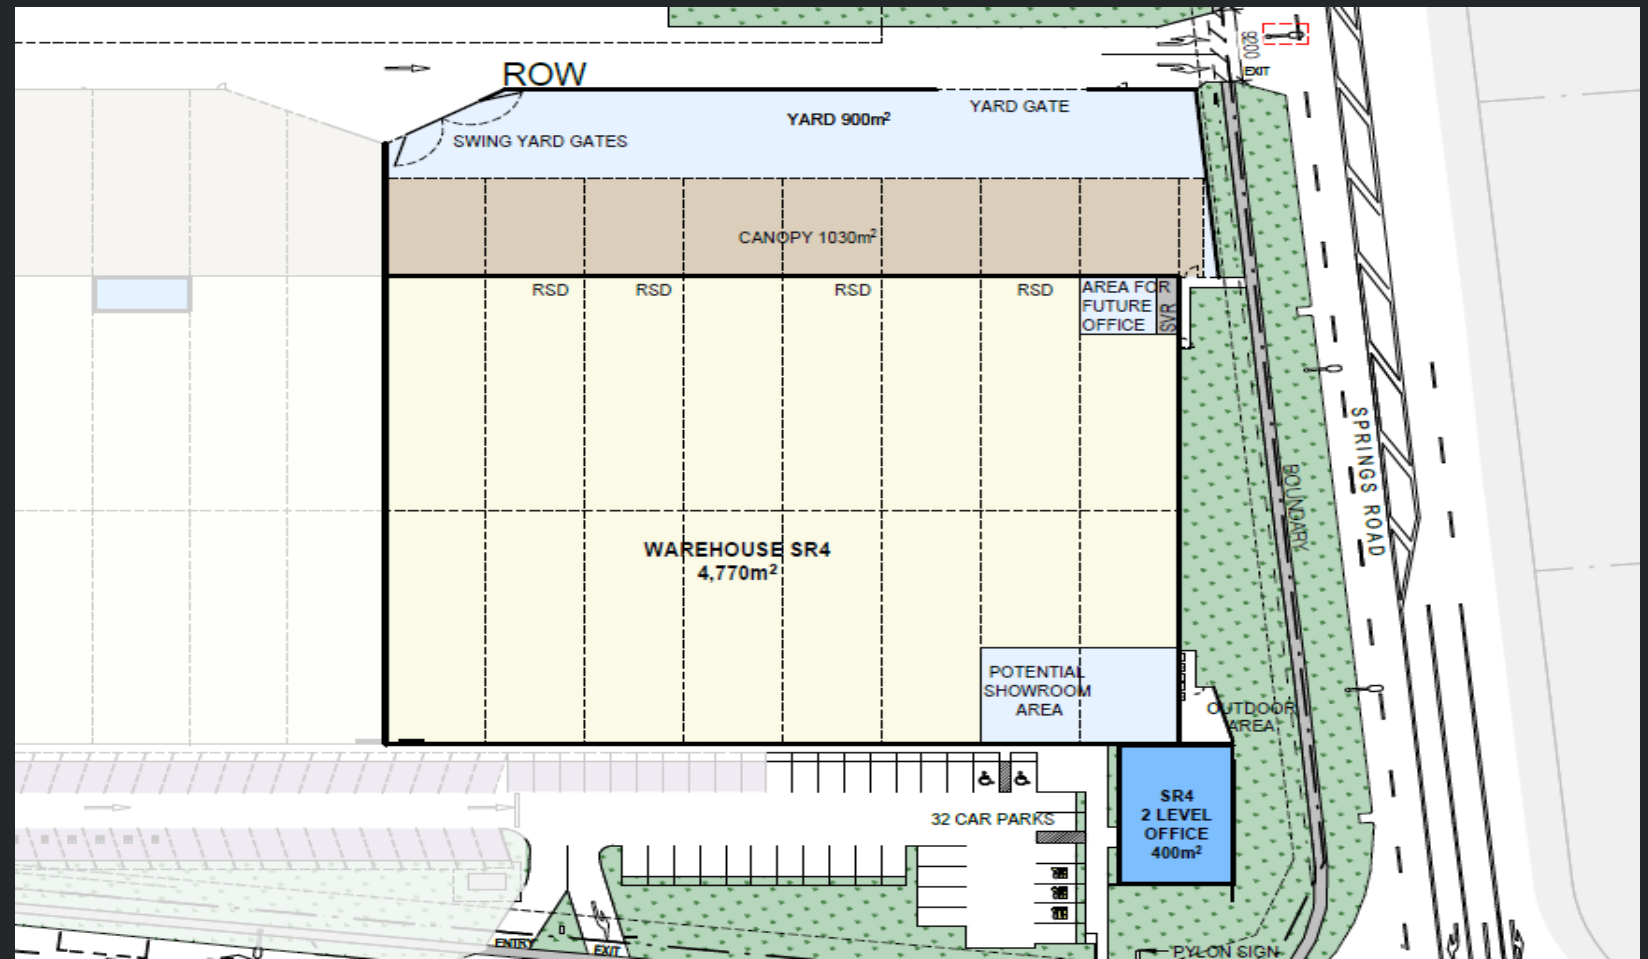 ROW
9200
EXIT
YARD GATE
YARD 900m²
SWING YARD GATES
CANOPY 1030m²
RSD
RSD
RSD
RSD
AREA FOR
FUTURE
OFFICE
SVR
SPRINGS ROAD
BOUNDARY
WAREHOUSE SR4
4,770m²
POTENTIAL
SHOWROOM
AREA
OUTDOOR
AREA
32 CAR PARKS
SR4
2 LEVEL
OFFICE
400m²
ENTRY
EXIT
PYLON SIGN